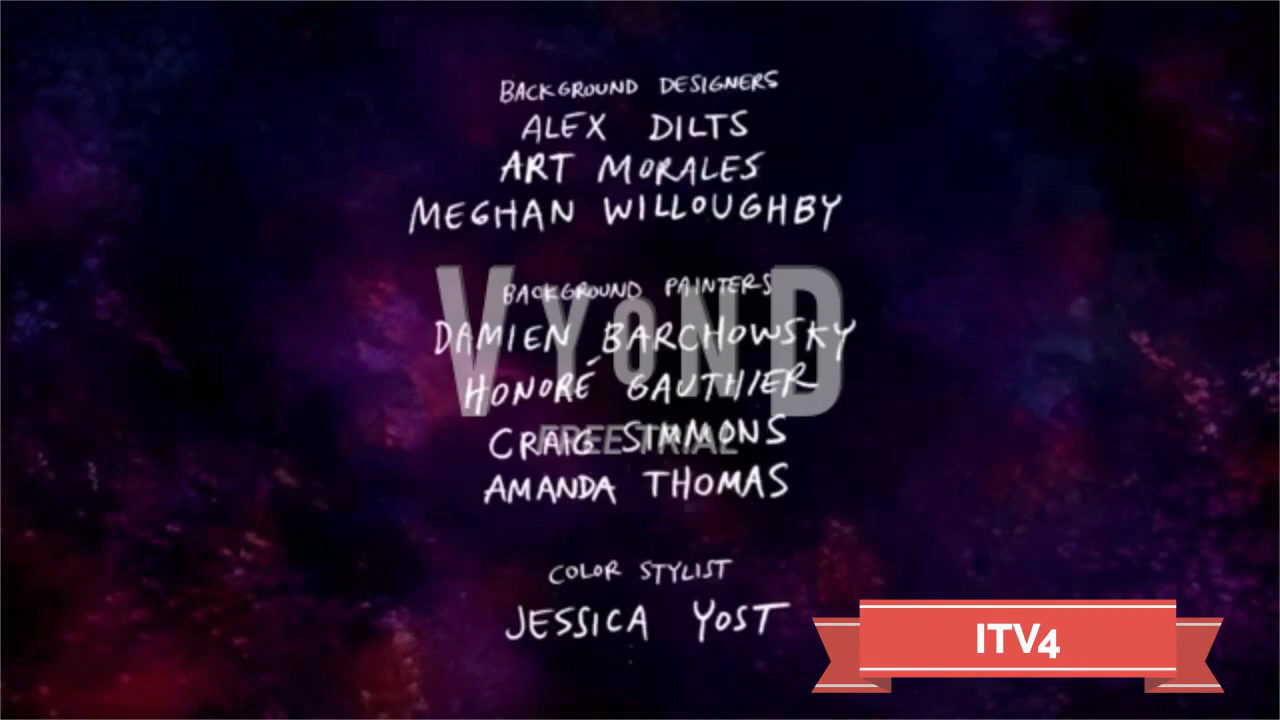 BACKGROUND DESIGNERS
ALEX DILTS
ART MORALES
MEGHAN WILLOUGHBY
VYOND
BACKGROUND PAINTERS
DAMIEN BARCHOWSKY
HONORÉ GAUTHIER
FREE TRIAL
CRAIG SIMMONS
AMANDA THOMAS
COLOR STYLIST
JESSICA YOST
ITV4